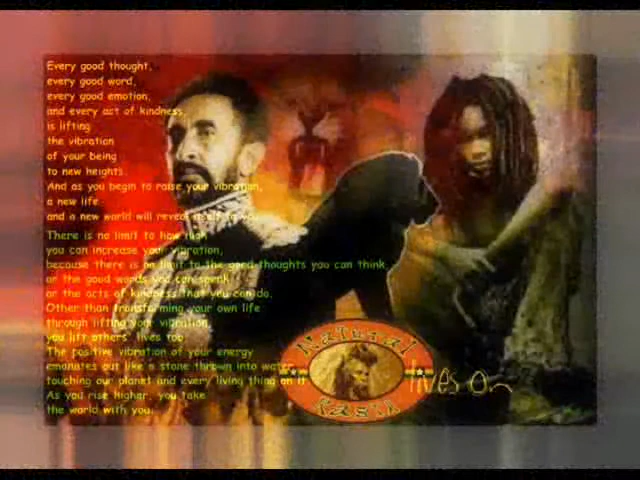 Every good thought,
every good word,
every good emotion,
and every act of kindness,
is lifting
the vibration
of your being
to new heights.
And as you begin to raise your vibration,
a new life
and a new world will reveal itself to you.
There is no limit to how high
you can increase your vibration,
because there is no limit to the good thoughts you can think
or the good words you can speak
or the acts of kindness that you can do.
Other than transforming your own life
through lifting your vibration,
you lift others' lives too.
The positive vibration of your energy
emanates out like a stone thrown into water,
touching our planet and every living thing on it
As you rise higher, you take
the world with you.
Natural
lives on